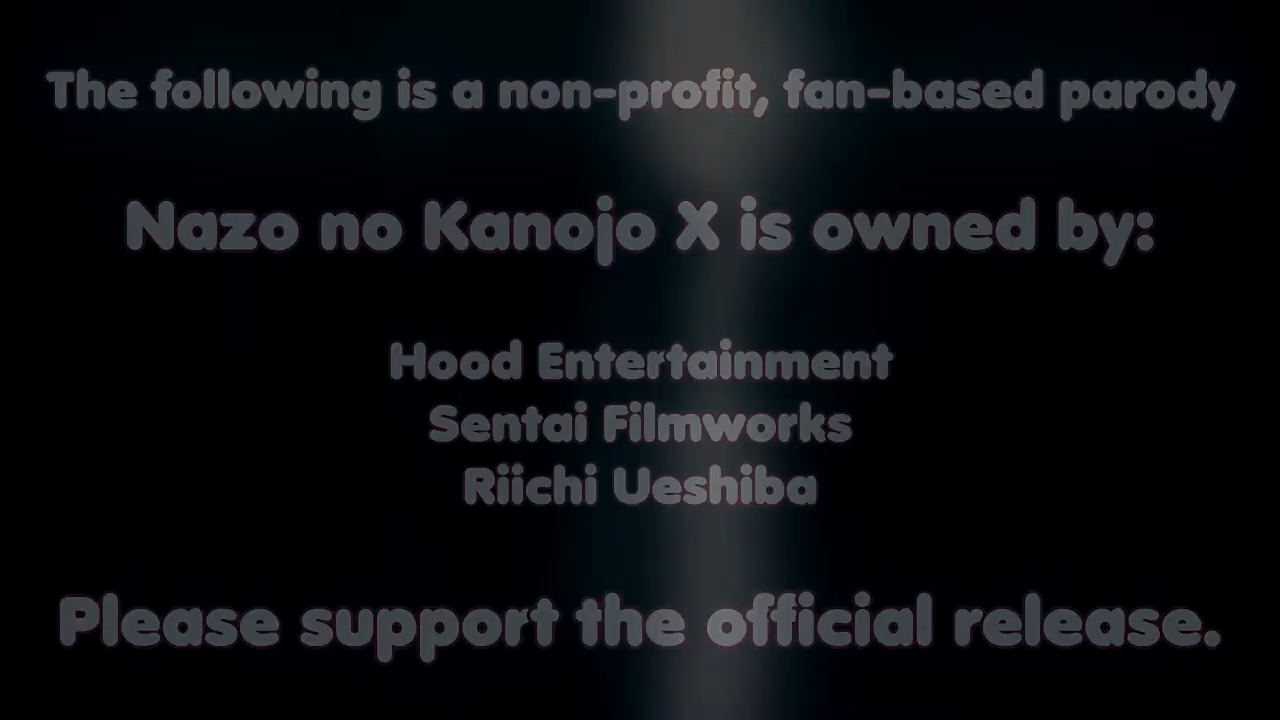 The following is a non-profit, fan-based parody
Nazo no Kanojo X is owned by:
Hood Entertainment
Sentai Filmworks
Riichi Ueshiba
Please support the official release.